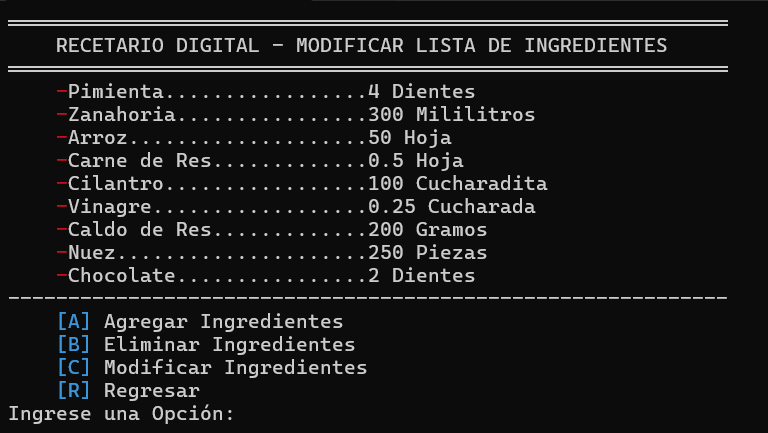 RECETARIO DIGITAL - MODIFICAR LISTA DE INGREDIENTES
-Pimienta.................4 Dientes
-Zanahoria................300 Mililitros
-Arroz....................50 Hoja
-Carne de Res.............0.5 Hoja
-Cilantro.................100 Cucharadita
-Vinagre..................0.25 Cucharada
-Caldo de Res.............200 Gramos
-Nuez.....................250 Piezas
-Chocolate................2 Dientes
------------------------------------------------------------
[A] Agregar Ingredientes
[B] Eliminar Ingredientes
[C] Modificar Ingredientes
[R] Regresar
Ingrese una Opción: